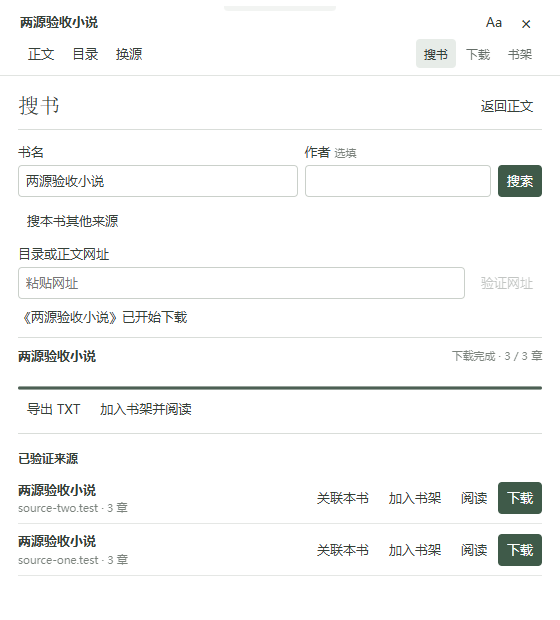 两源验收小说 Aa ×
正文 目录 换源 搜书 下载 书架
搜书 返回正文
书名 作者 选填
两源验收小说 搜索
搜本书其他来源
目录或正文网址
粘贴网址 验证网址
《两源验收小说》已开始下载
两源验收小说 下载完成 · 3 / 3 章
导出 TXT 加入书架并阅读
已验证来源
两源验收小说
source-two.test · 3 章 关联本书 加入书架 阅读 下载
两源验收小说
source-one.test · 3 章 关联本书 加入书架 阅读 下载